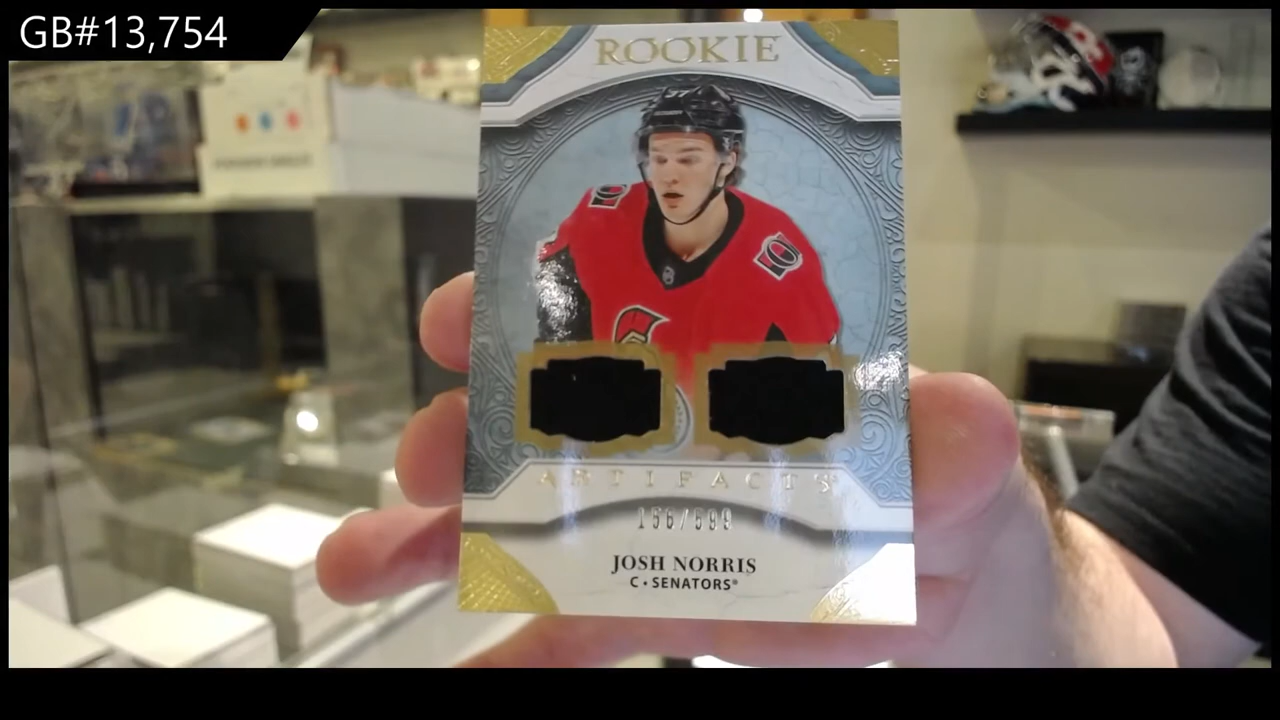 GB#13,754
ROOKIE
ARTIFACTS
156/599
JOSH NORRIS
C • SENATORS®